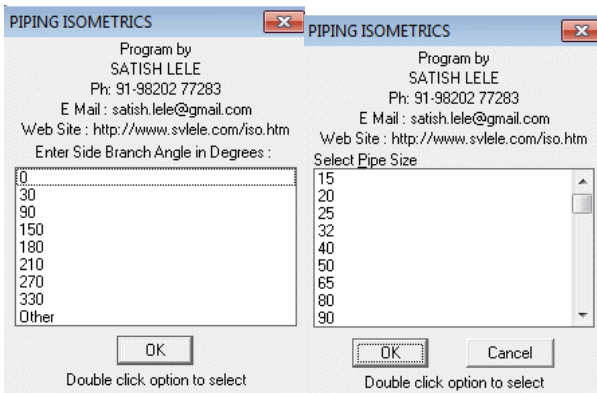 PIPING ISOMETRICS
Program by
SATISH LELE
Ph: 91-98202 77283
E Mail : satish.lele@gmail.com
Web Site : http://www.svlele.com/iso.htm
Enter Side Branch Angle in Degrees :
0
30
90
150
180
210
270
330
Other
OK
Double click option to select
PIPING ISOMETRICS
Program by
SATISH LELE
Ph: 91-98202 77283
E Mail : satish.lele@gmail.com
Web Site : http://www.svlele.com/iso.htm
Select Pipe Size
15
20
25
32
40
50
65
80
90
OK
Cancel
Double click option to select